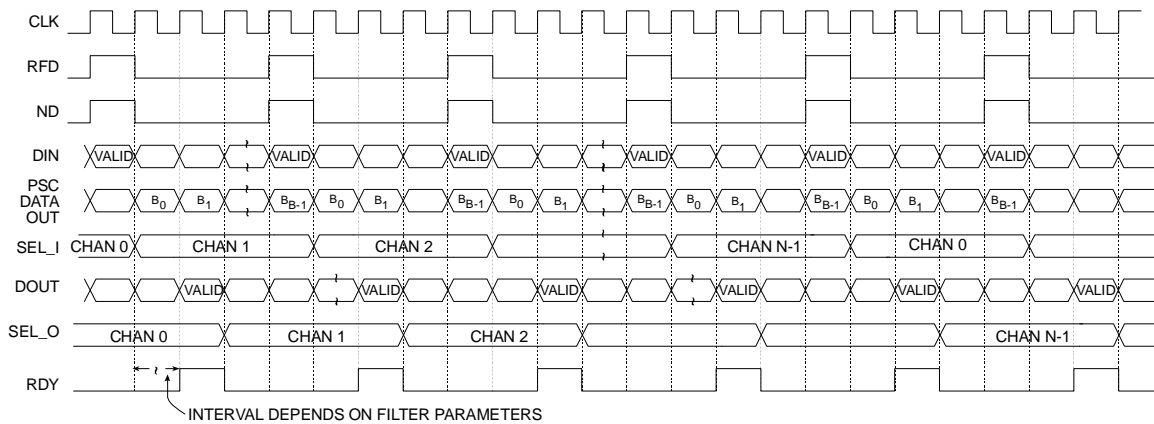 CLK
RFD
ND
DIN VALID VALID VALID VALID VALID VALID
PSC DATA OUT B0 B1 BB-1 B0 B1 BB-1 B0 B1 BB-1 B0 B1 BB-1 B0 B1 BB-1
SEL_I CHAN 0 CHAN 1 CHAN 2 CHAN N-1 CHAN 0
DOUT VALID VALID VALID VALID VALID VALID
SEL_O CHAN 0 CHAN 1 CHAN 2 CHAN N-1
RDY
INTERVAL DEPENDS ON FILTER PARAMETERS